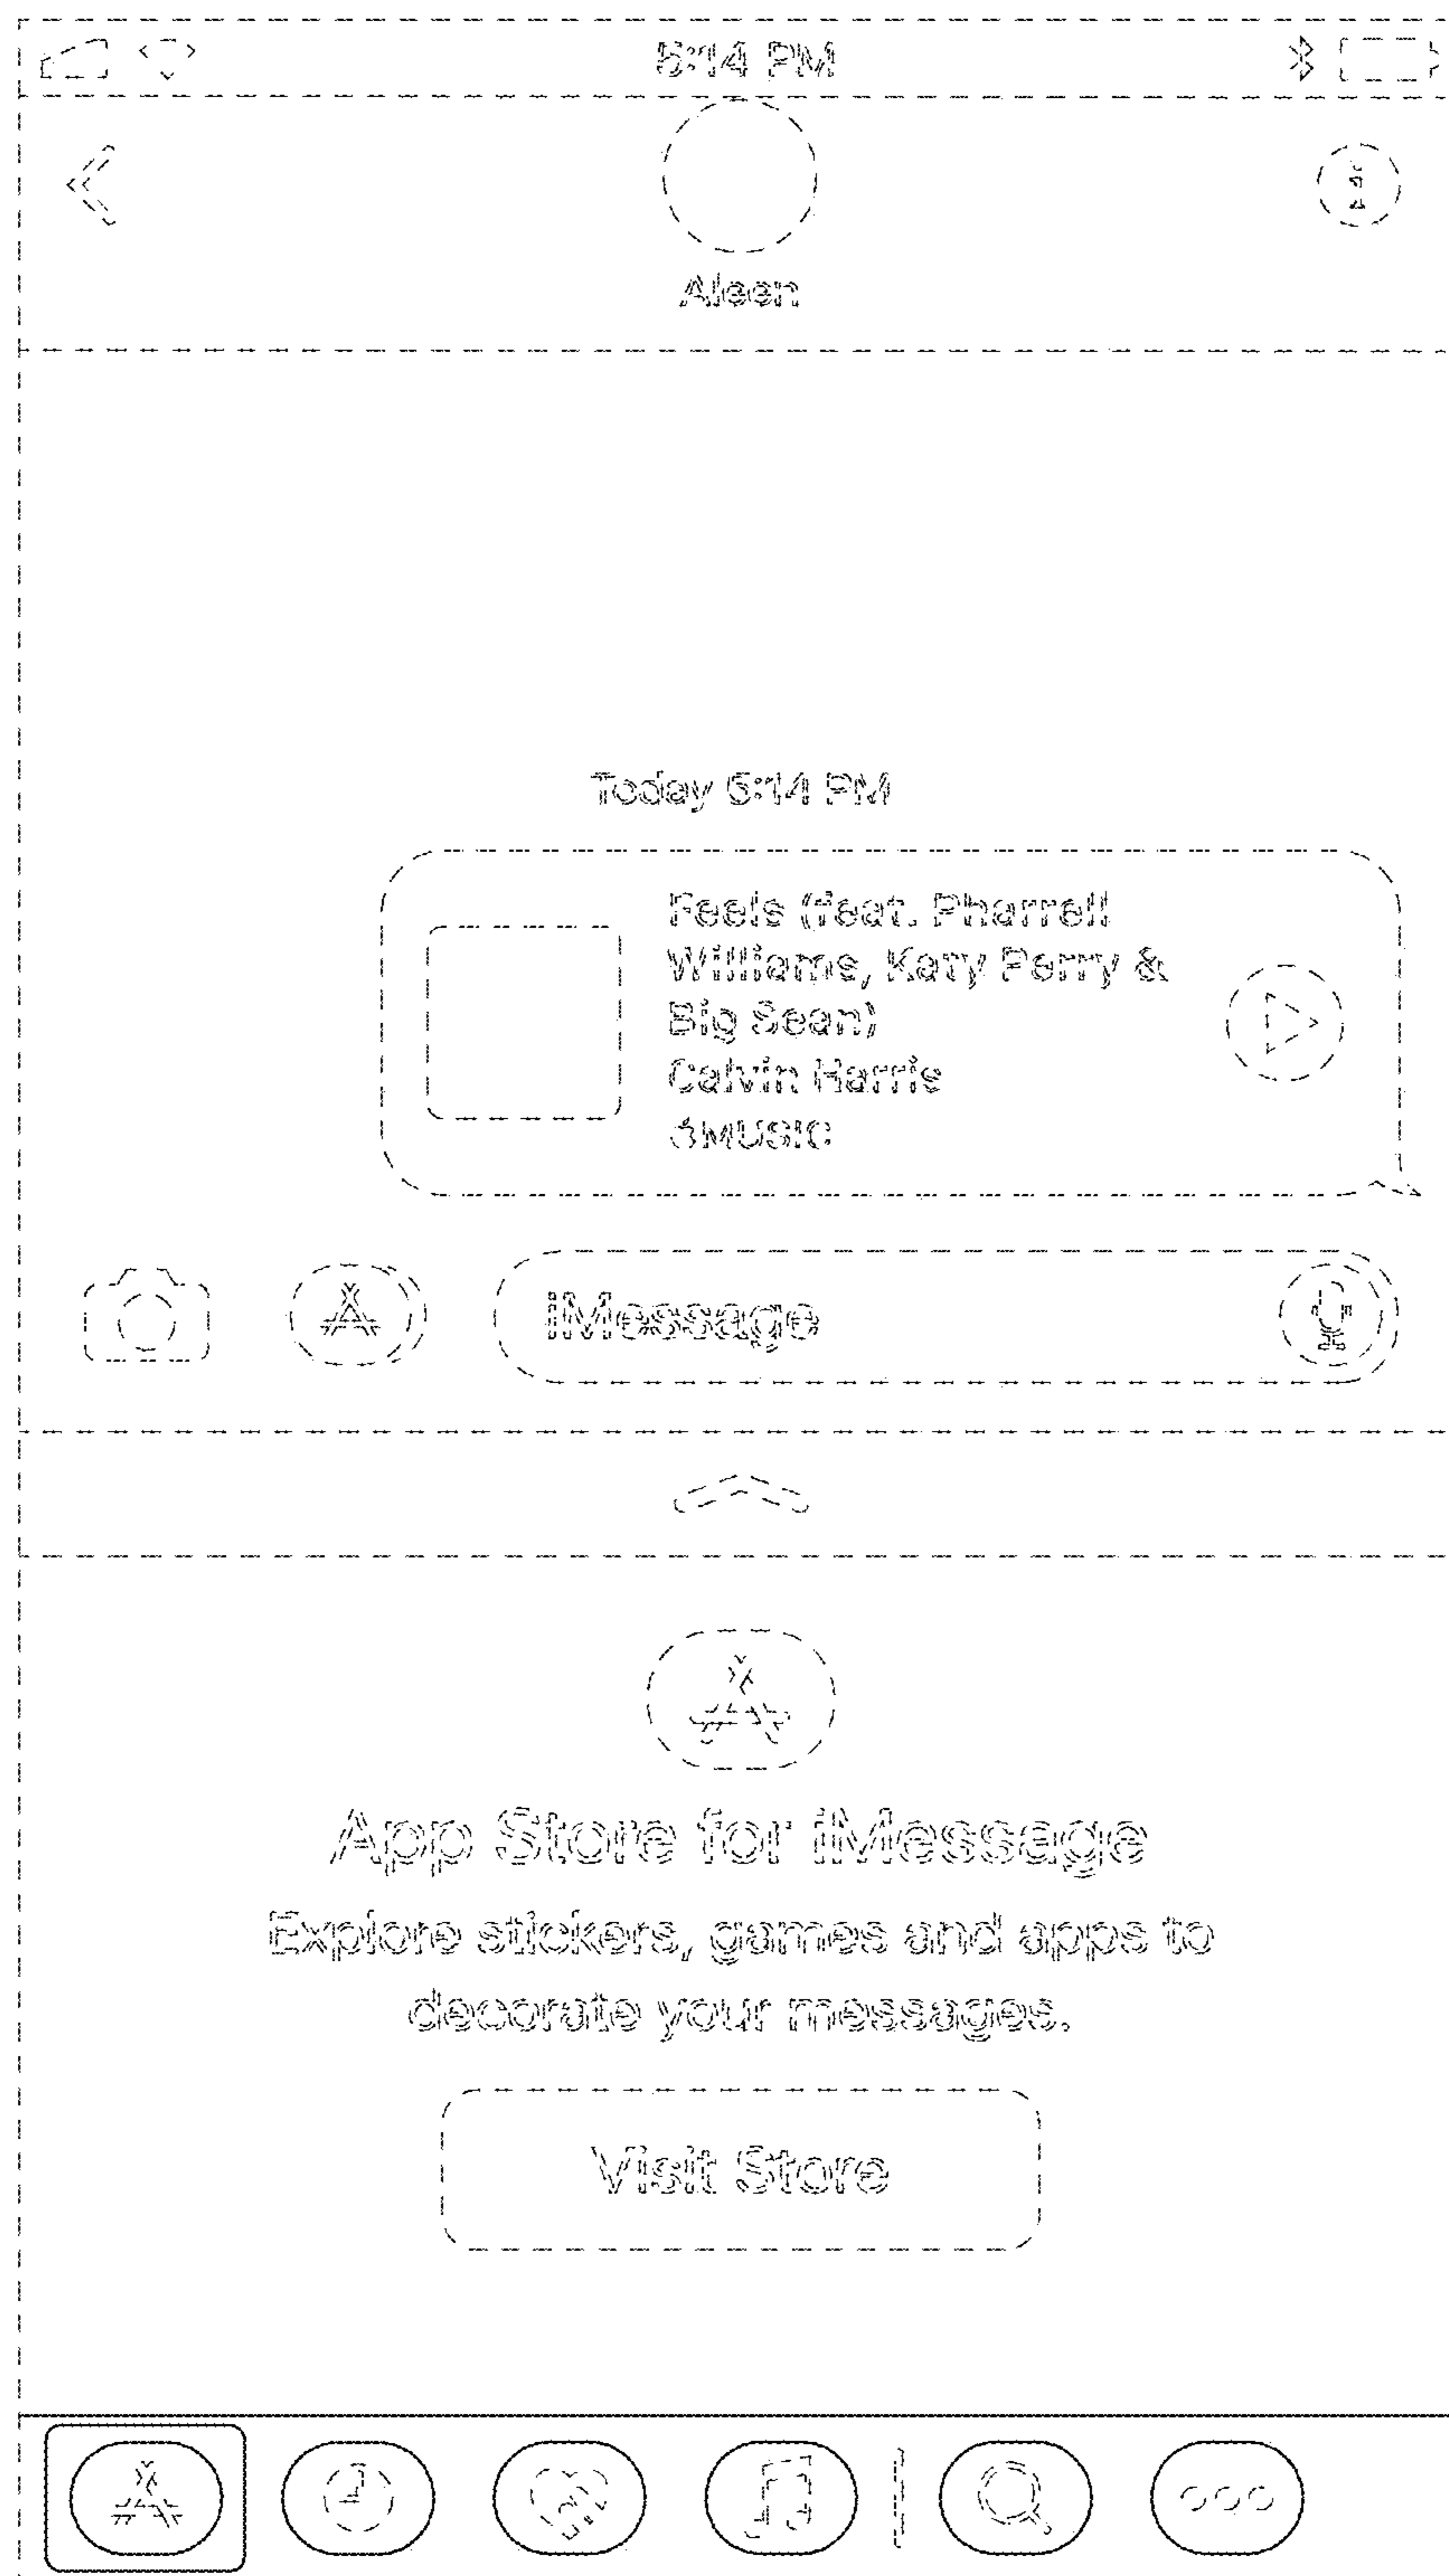 5:14 PM
Aleen
Today 5:14 PM
Feels (feat. Pharrell
Williams, Katy Perry &
Big Sean)
Calvin Harris
MUSIC
iMessage
App Store for iMessage
Explore stickers, games and apps to
decorate your messages.
Visit Store